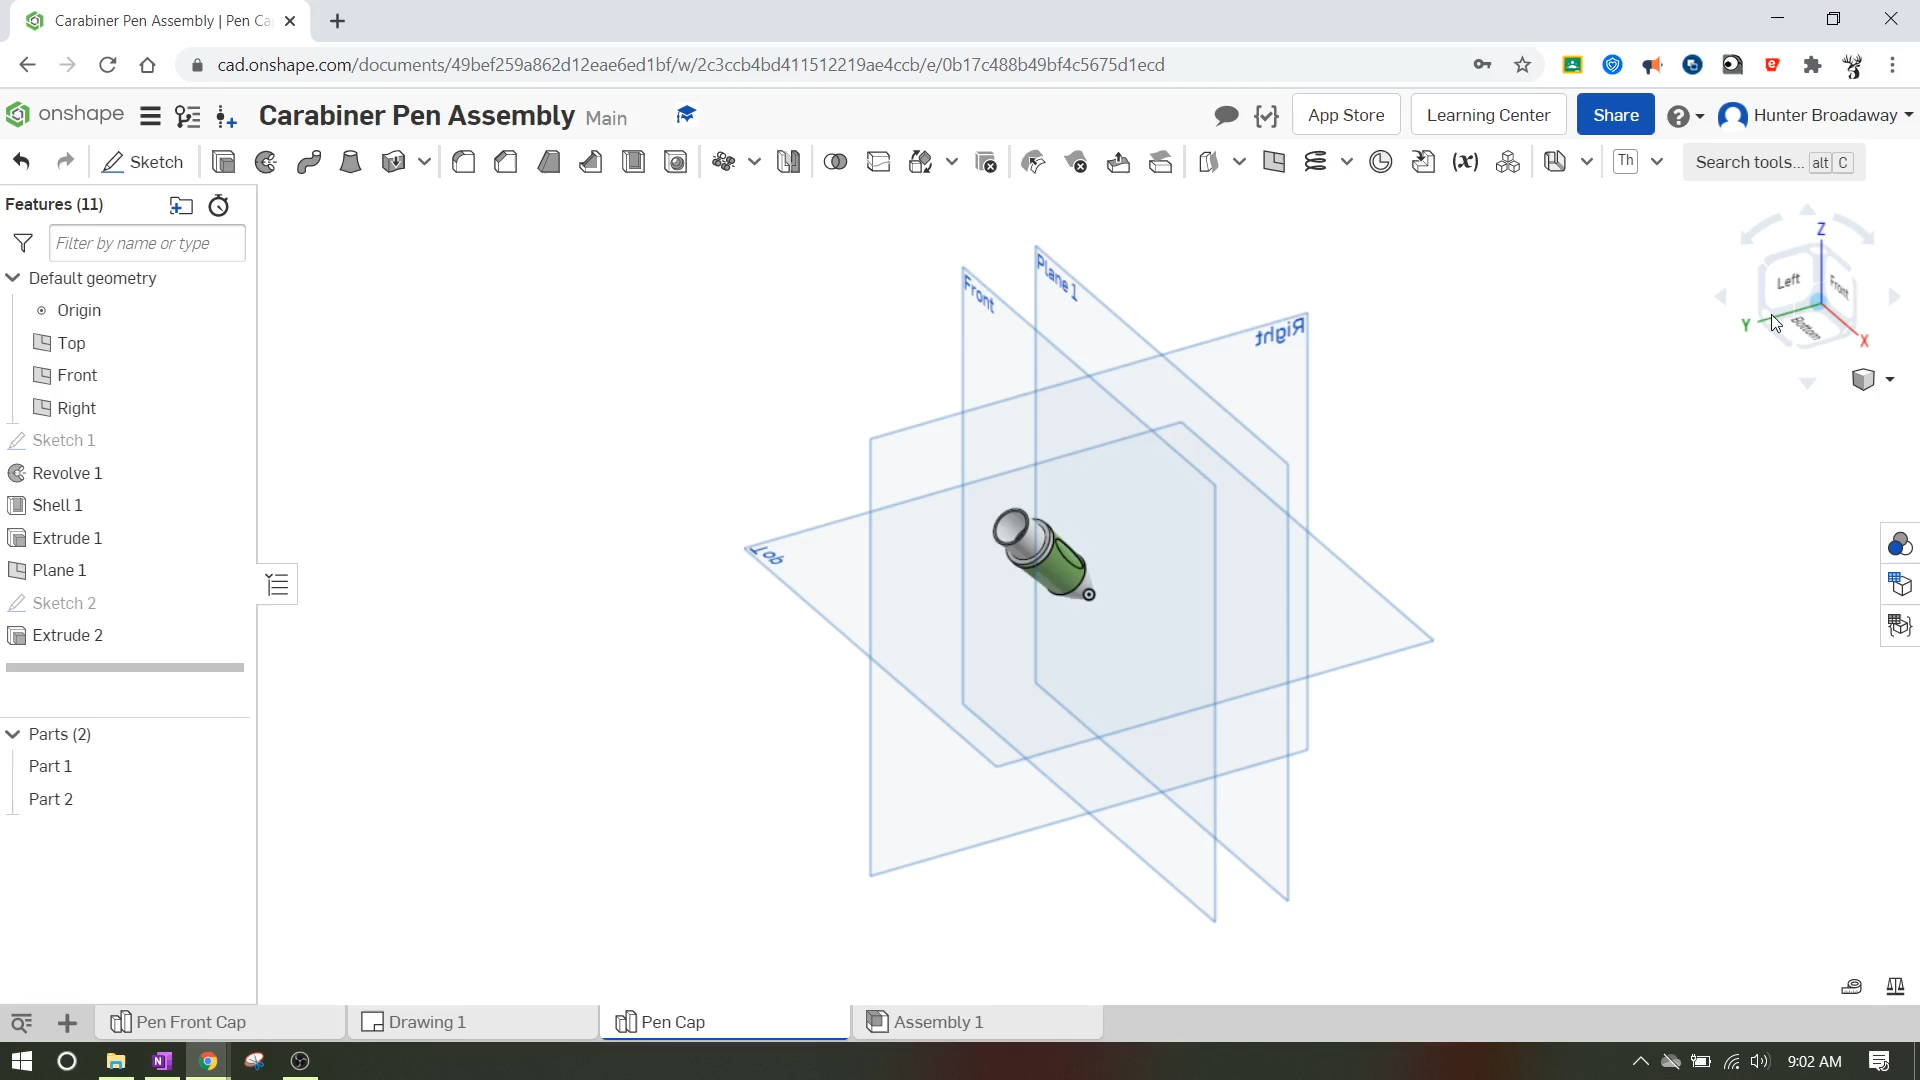 Carabiner Pen Assembly | Pen Ca
cad.onshape.com/documents/49bef259a862d12eae6ed1bf/w/2c3ccb4bd411512219ae4ccb/e/0b17c488b49bf4c5675d1ecd
onshape
Carabiner Pen Assembly Main
App Store
Learning Center
Share
Hunter Broadaway
Sketch
(x)
Th
Search tools... alt C
Features (11)
Filter by name or type
Default geometry
Origin
Top
Front
Right
Sketch 1
Revolve 1
Shell 1
Extrude 1
Plane 1
Sketch 2
Extrude 2
Parts (2)
Part 1
Part 2
Front
Plane 1
Right
Top
Z
Left
Front
Bottom
Y
X
Pen Front Cap
Drawing 1
Pen Cap
Assembly 1
9:02 AM